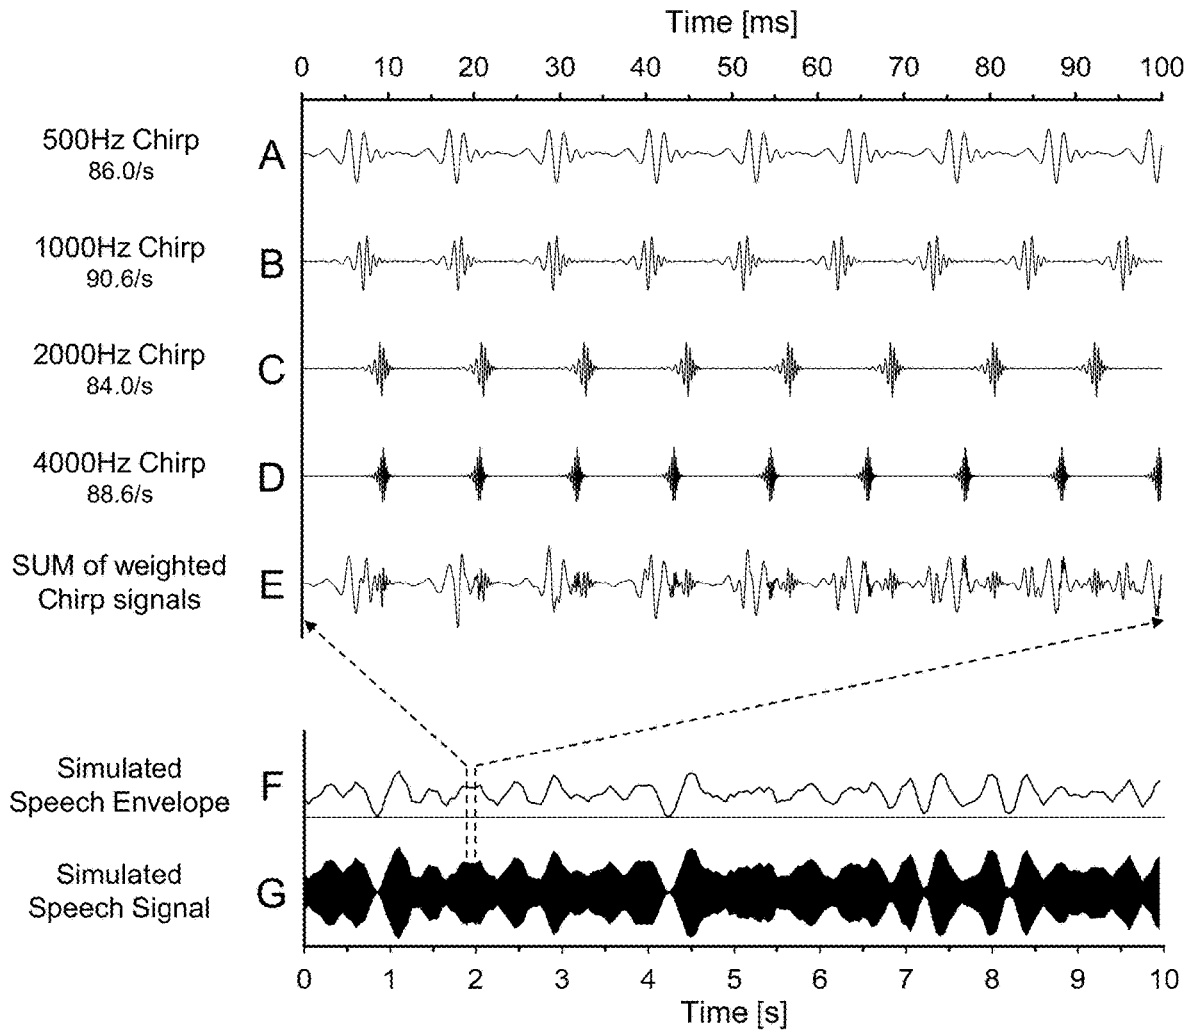 Time [ms]
0 10 20 30 40 50 60 70 80 90 100
500Hz Chirp
86.0/s
A
1000Hz Chirp
90.6/s
B
2000Hz Chirp
84.0/s
C
4000Hz Chirp
88.6/s
D
SUM of weighted
Chirp signals
E
Simulated
Speech Envelope
F
Simulated
Speech Signal
G
0 1 2 3 4 5 6 7 8 9 10
Time [s]